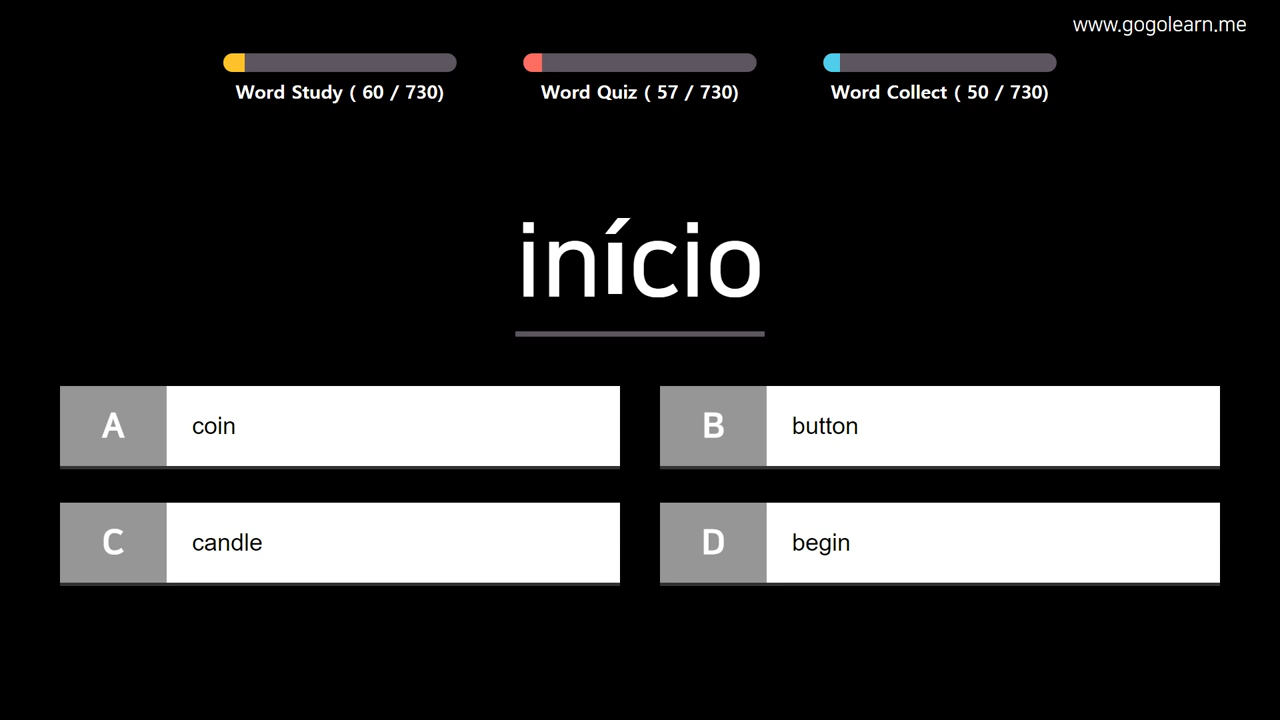 www.gogolearn.me
Word Study ( 60 / 730)
Word Quiz ( 57 / 730)
Word Collect ( 50 / 730)
início
A coin
B button
C candle
D begin